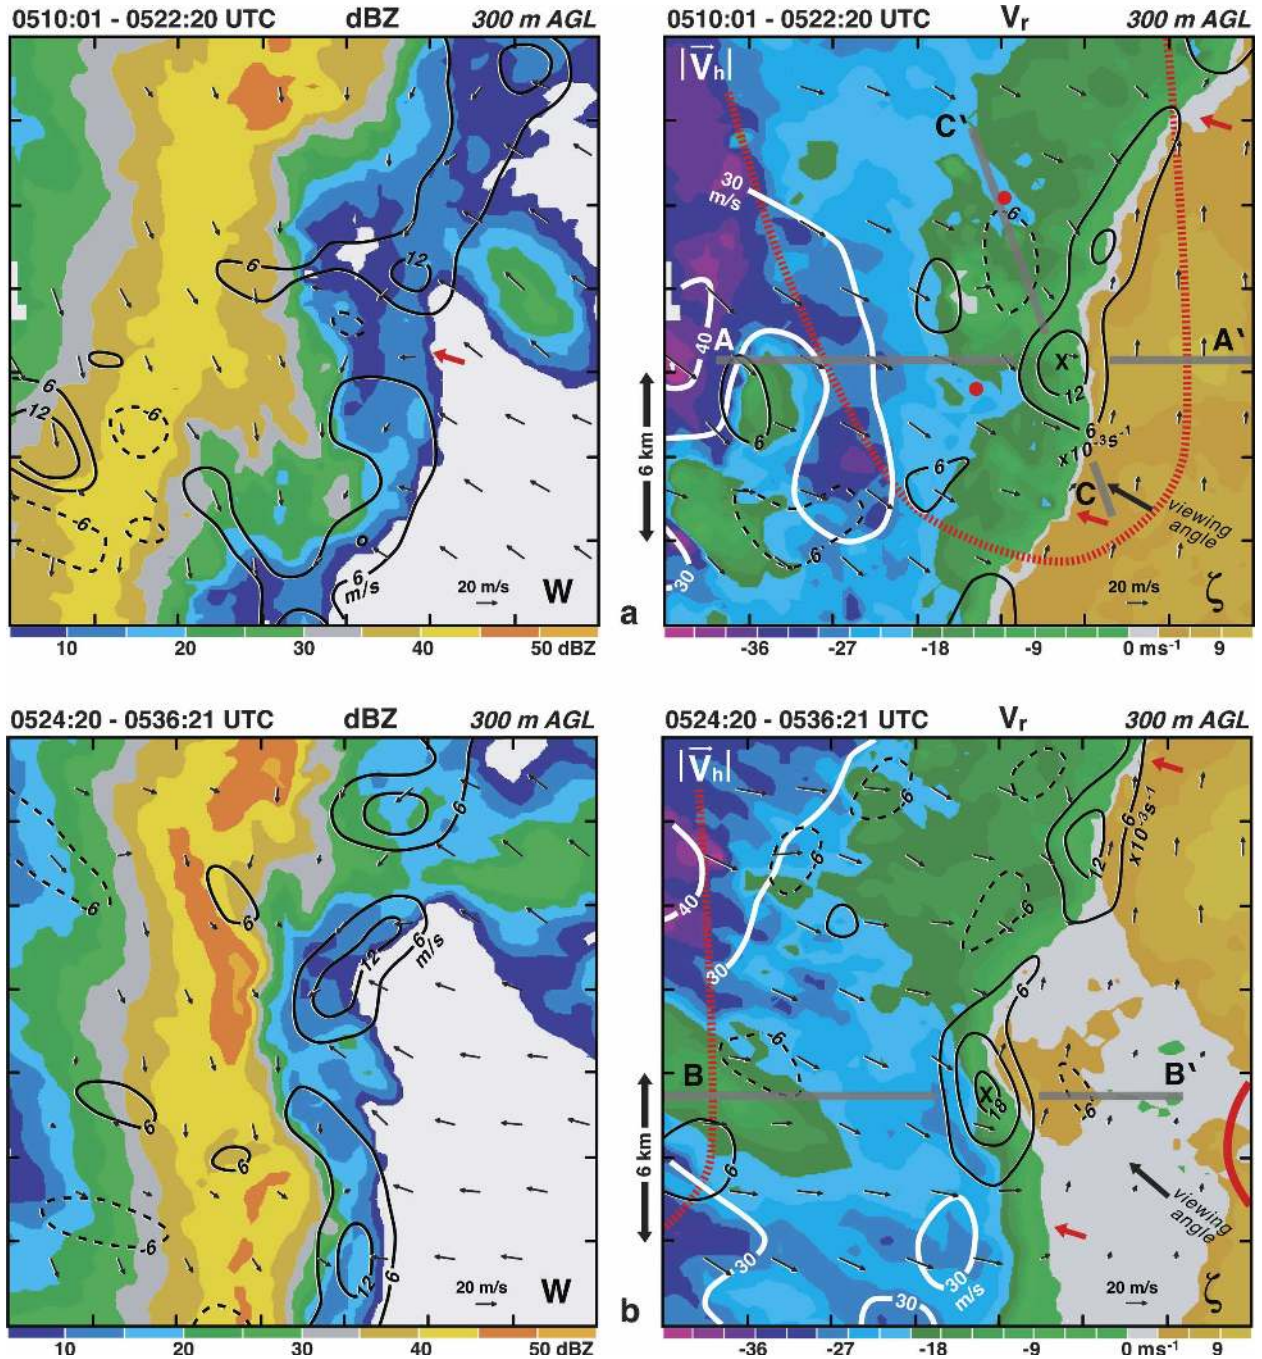 0510:01 - 0522:20 UTC dBZ 300 m AGL
6
12
6
12
-6
-6
6 m/s
20 m/s
W
10 20 30 40 50 dBZ
0510:01 - 0522:20 UTC Vr 300 m AGL
|Vh|
C'
30 m/s
-6
40
A
A'
X
12
6
6
6 x10-3s-1
C
viewing angle
-6
30
20 m/s
ζ
6 km
a
-36 -27 -18 -9 0 ms-1 9
0524:20 - 0536:21 UTC dBZ 300 m AGL
6
-6
6
6 m/s
12
6
6
-6
12
6
20 m/s
W
10 20 30 40 50 dBZ
0524:20 - 0536:21 UTC Vr 300 m AGL
|Vh|
-6
6 x10-3s-1
12
-6
40
-6
30
6
-6
B
B'
X
18
-6
6
viewing angle
30
30 m/s
30
20 m/s
ζ
6 km
b
-36 -27 -18 -9 0 ms-1 9